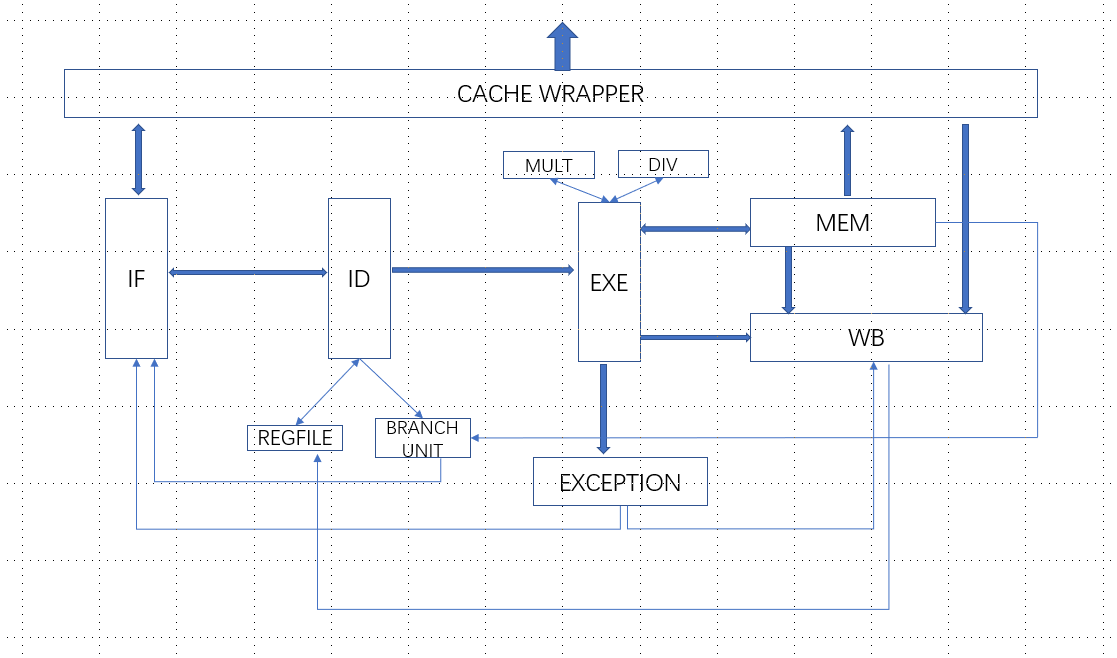 CACHE WRAPPER
MULT
DIV
IF
ID
EXE
MEM
WB
REGFILE
BRANCH
UNIT
EXCEPTION